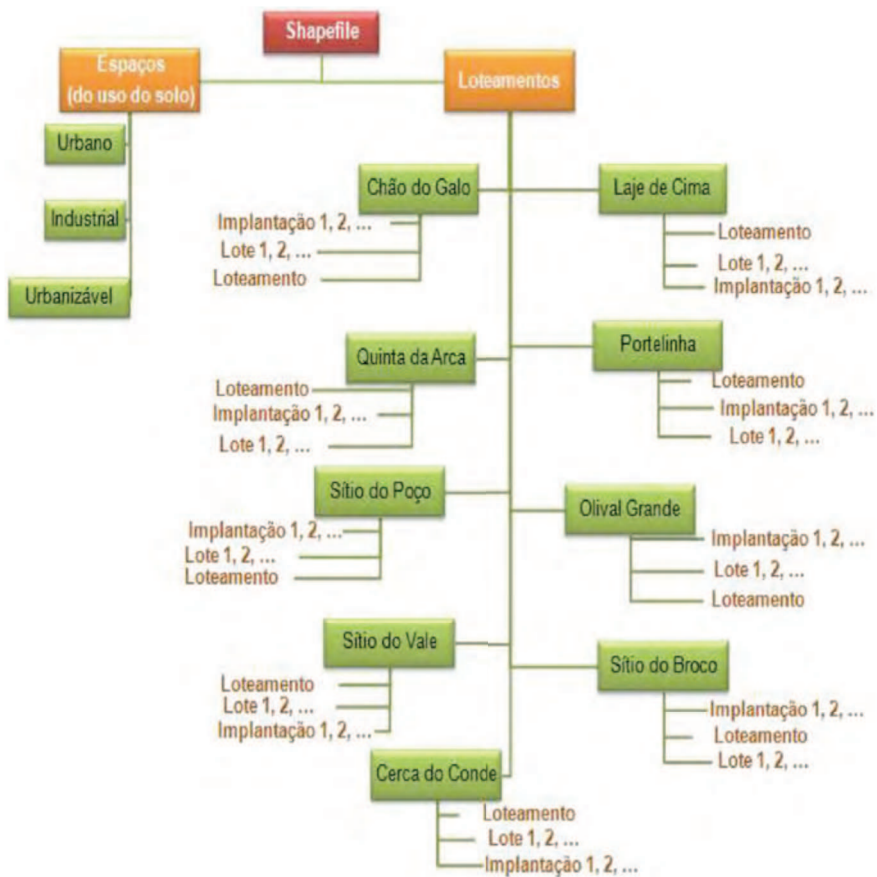 Shapefile
Espaços
(do uso do solo)
Loteamentos
Urbano
Industrial
Urbanizável
Chão do Galo
Implantação 1, 2, ...
Lote 1, 2, ...
Loteamento
Laje de Cima
Loteamento
Lote 1, 2, ...
Implantação 1, 2, ...
Quinta da Arca
Loteamento
Implantação 1, 2, ...
Lote 1, 2, ...
Portelinha
Loteamento
Implantação 1, 2, ...
Lote 1, 2, ...
Sítio do Poço
Implantação 1, 2, ...
Lote 1, 2, ...
Loteamento
Olival Grande
Implantação 1, 2, ...
Lote 1, 2, ...
Loteamento
Sítio do Vale
Loteamento
Lote 1, 2, ...
Implantação 1, 2, ...
Sítio do Broco
Implantação 1, 2, ...
Loteamento
Lote 1, 2, ...
Cerca do Conde
Loteamento
Lote 1, 2, ...
Implantação 1, 2, ...